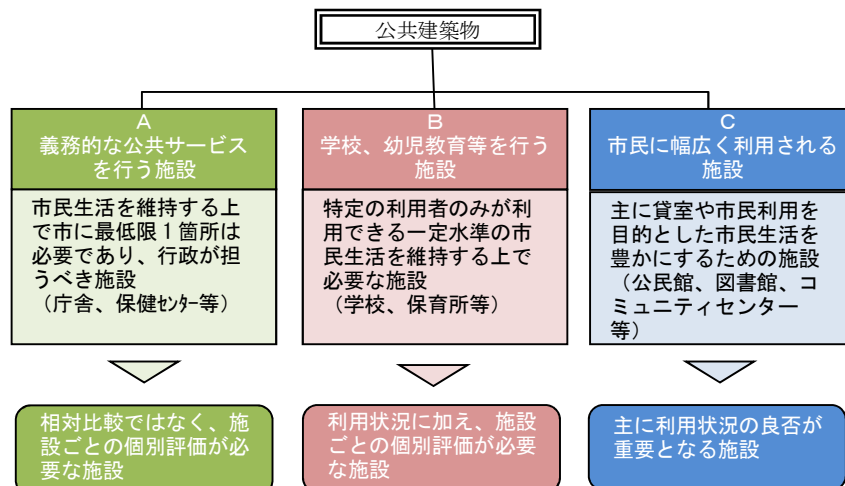 公共建築物
A
義務的な公共サービス
を行う施設
市民生活を維持する上
で市に最低限１箇所は
必要であり、行政が担
うべき施設
（庁舎、保健ｾﾝﾀｰ等）
相対比較ではなく、施
設ごとの個別評価が必
要な施設
B
学校、幼児教育等を行う
施設
特定の利用者のみが利
用できる一定水準の市
民生活を維持する上で
必要な施設
（学校、保育所等）
利用状況に加え、施設
ごとの個別評価が必要
な施設
C
市民に幅広く利用される
施設
主に貸室や市民利用を
目的とした市民生活を
豊かにするための施設
（公民館、図書館、コ
ミュニティセンター
等）
主に利用状況の良否が
重要となる施設